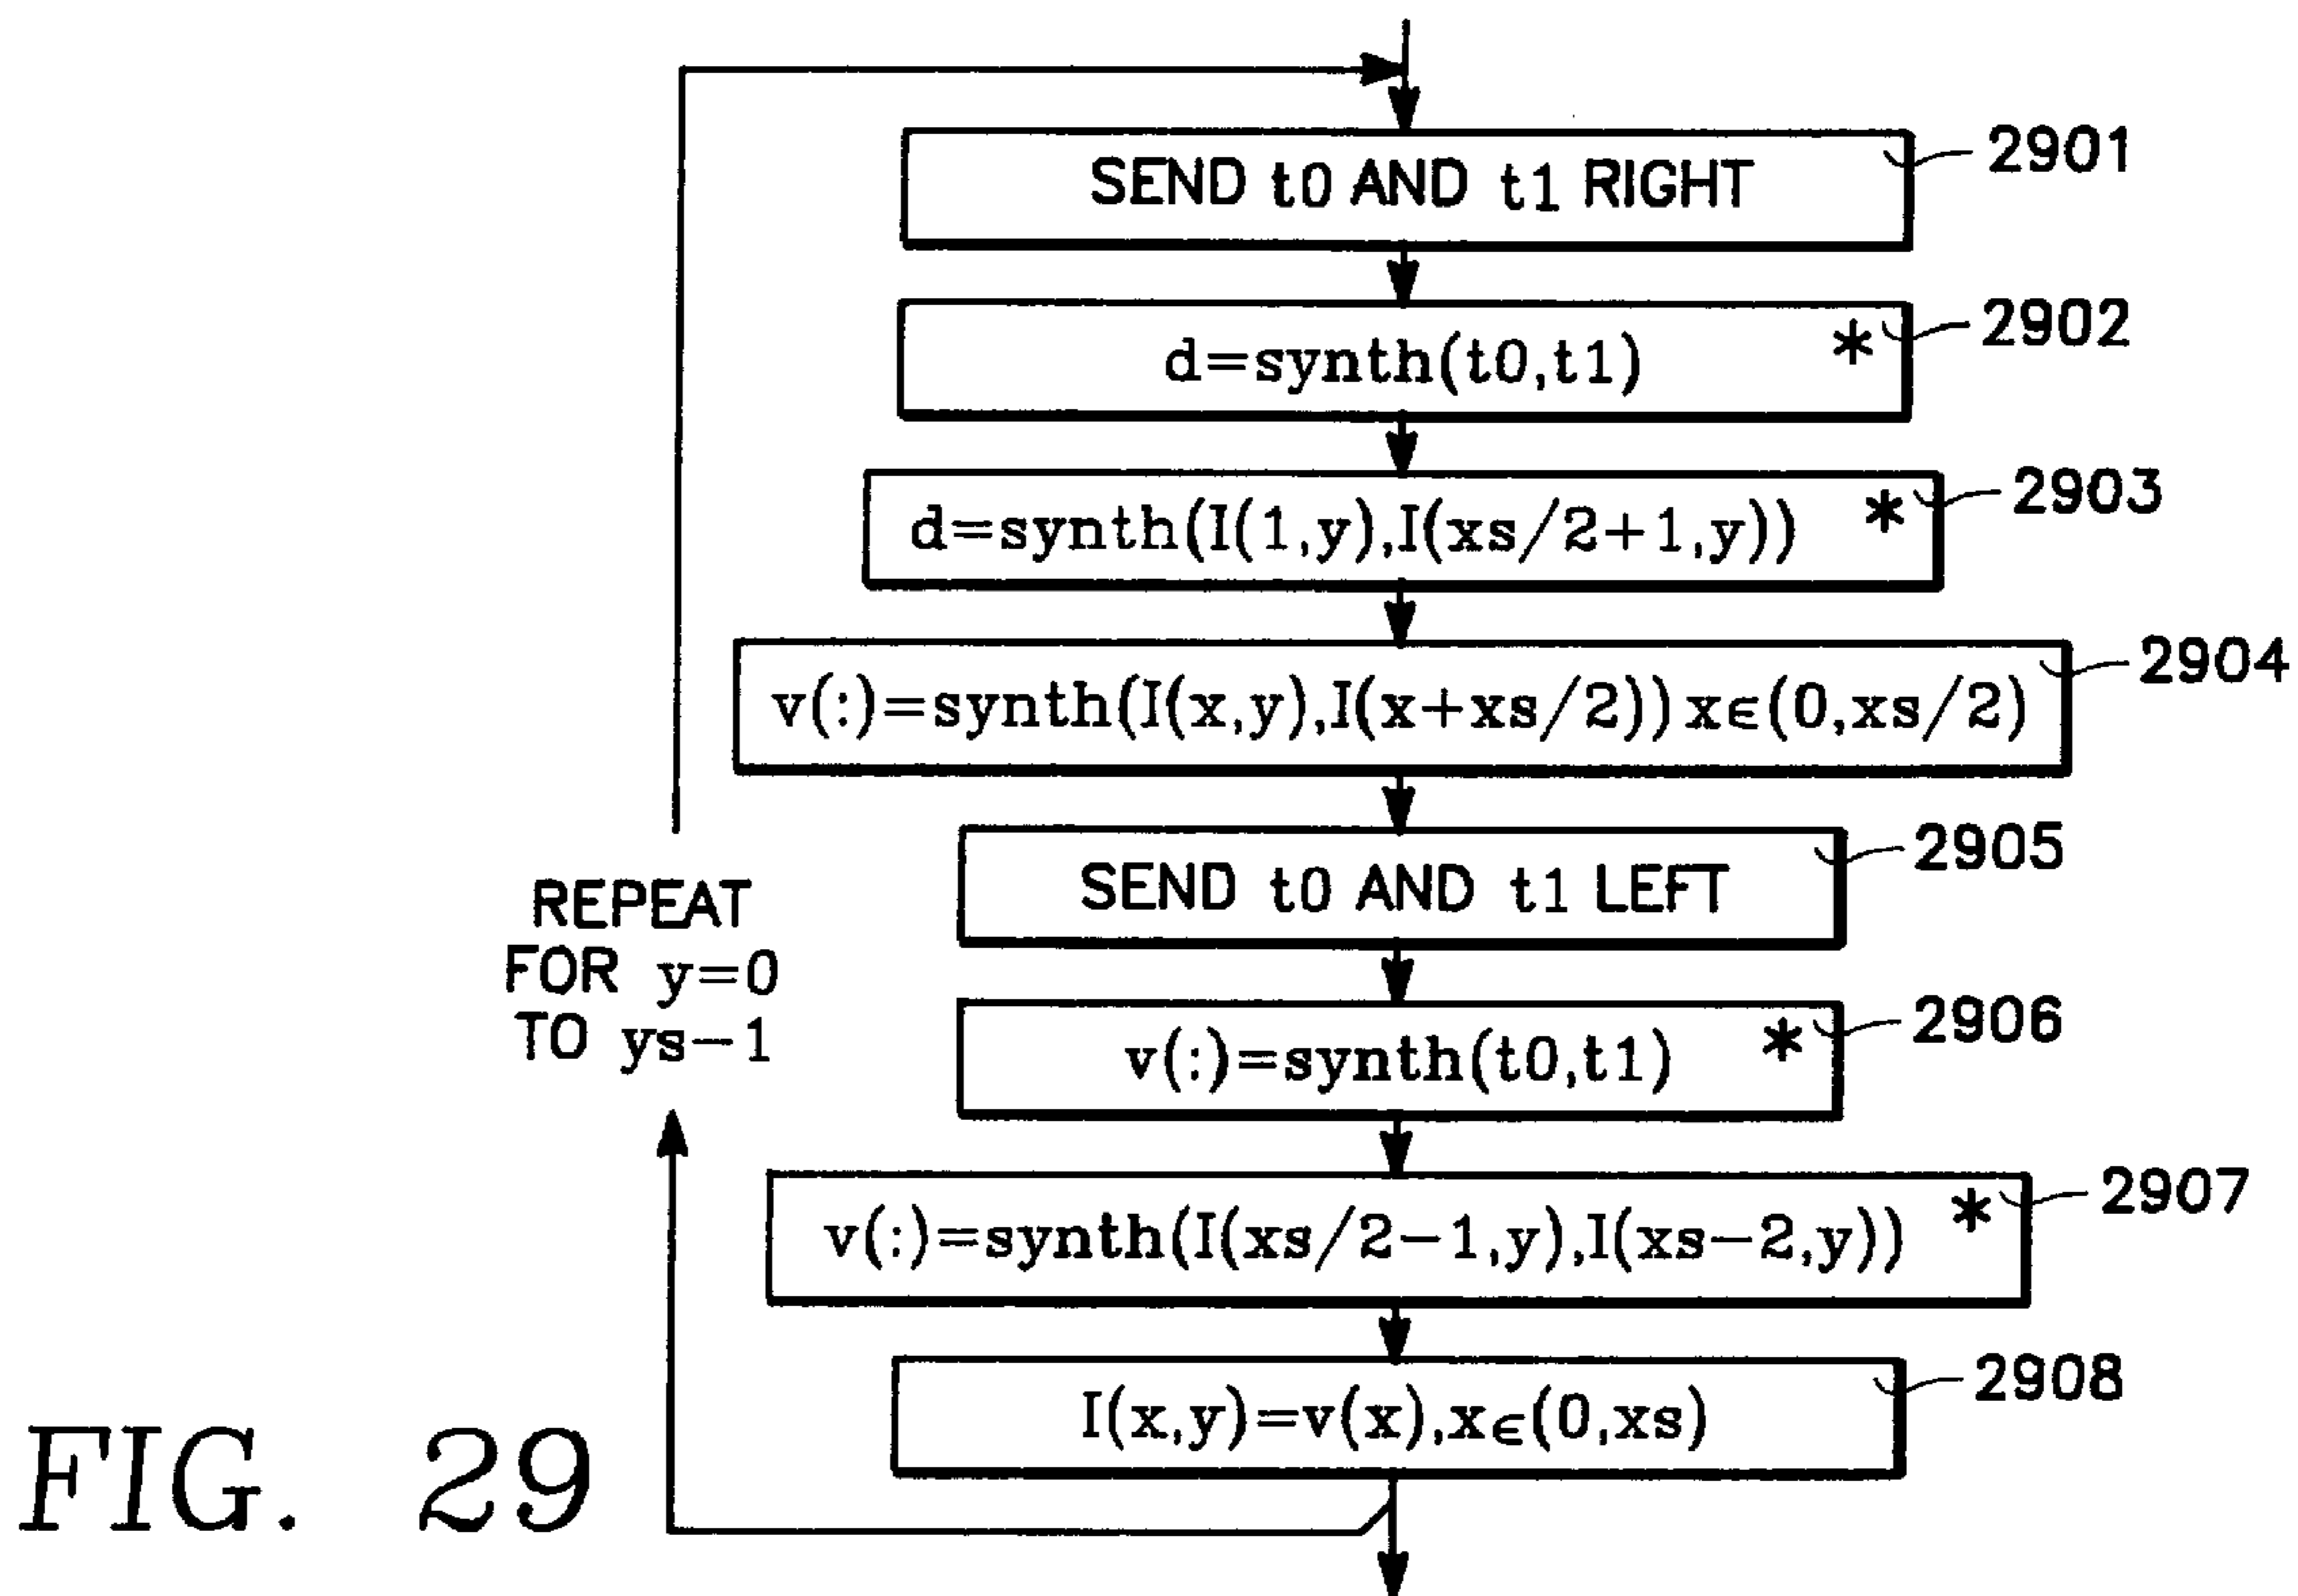 SEND t0 AND t1 RIGHT
2901
d=synth(t0,t1) *
2902
d=synth(I(1,y),I(xs/2+1,y)) *
2903
v(:)=synth(I(x,y),I(x+xs/2)) x∈(0,xs/2)
2904
SEND t0 AND t1 LEFT
2905
v(:)=synth(t0,t1) *
2906
v(:)=synth(I(xs/2−1,y),I(xs−2,y)) *
2907
I(x,y)=v(x),x∈(0,xs)
2908
REPEAT
FOR y=0
TO ys−1
FIG. 29